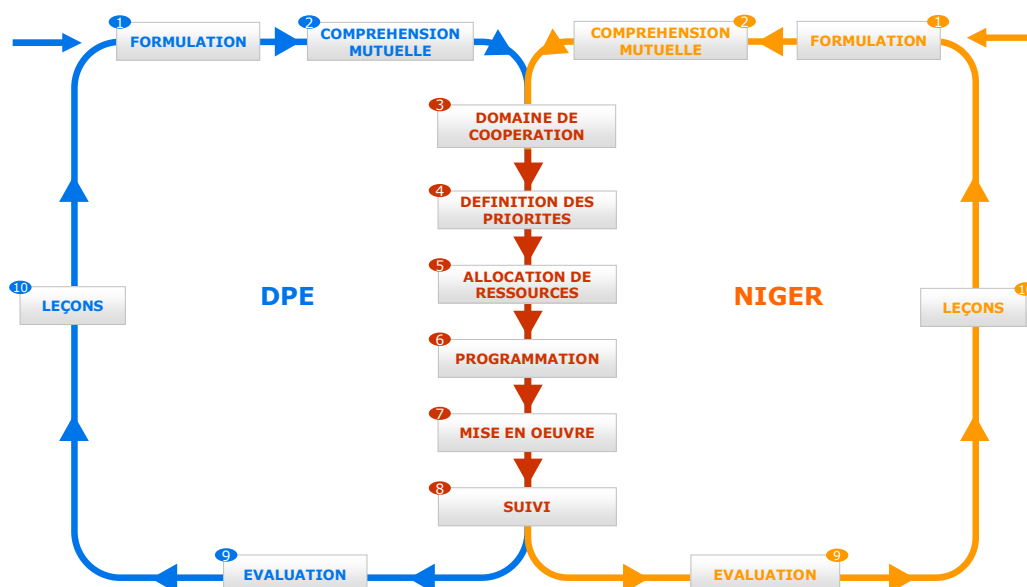 1
FORMULATION
2
COMPREHENSION
MUTUELLE
2
COMPREHENSION
MUTUELLE
1
FORMULATION
3
DOMAINE DE
COOPERATION
4
DEFINITION DES
PRIORITES
5
ALLOCATION DE
RESSOURCES
10
LEÇONS
DPE
NIGER
10
LEÇONS
6
PROGRAMMATION
7
MISE EN OEUVRE
8
SUIVI
9
EVALUATION
9
EVALUATION